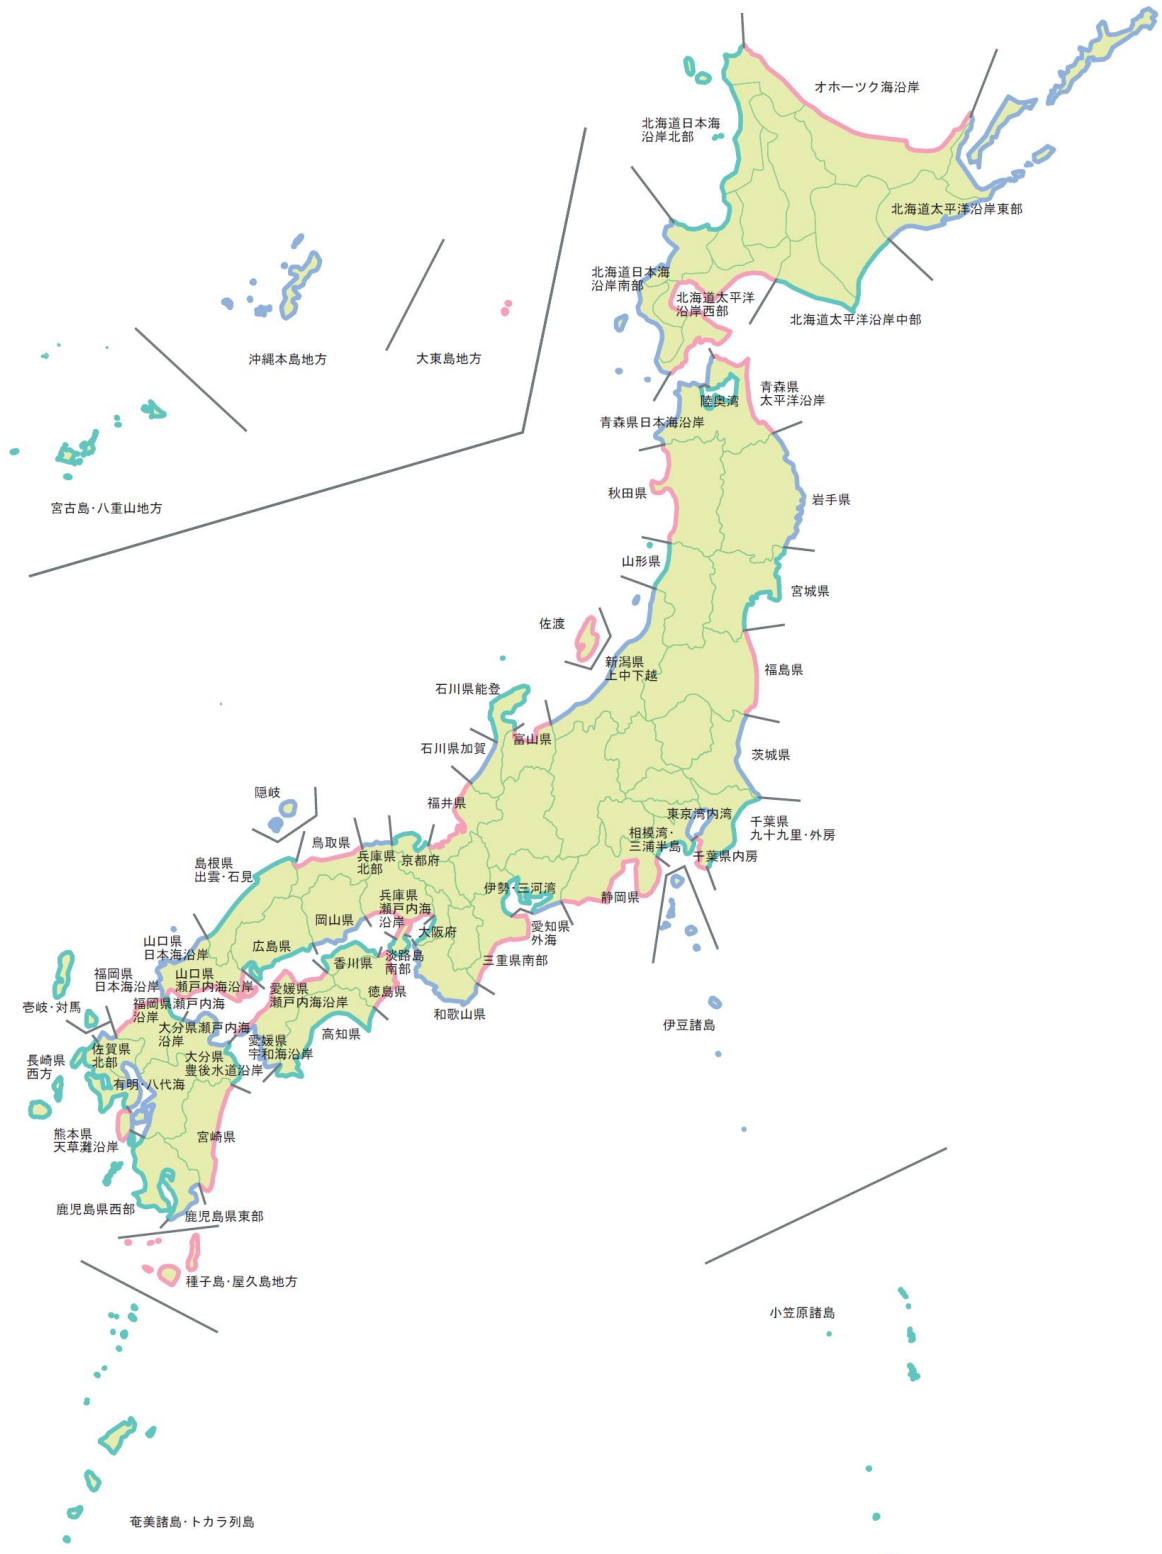 オホーツク海沿岸
北海道日本海
沿岸北部
北海道太平洋沿岸東部
北海道日本海
沿岸南部
北海道太平洋
沿岸西部
北海道太平洋沿岸中部
沖縄本島地方
大東島地方
青森県
太平洋沿岸
陸奥湾
青森県日本海沿岸
秋田県
岩手県
宮古島・八重山地方
山形県
宮城県
佐渡
新潟県
上中下越
福島県
石川県能登
富山県
石川県加賀
茨城県
隠岐
福井県
東京湾内湾
千葉県
九十九里・外房
相模湾・
三浦半島
千葉県内房
鳥取県
兵庫県
北部
京都府
島根県
出雲・石見
伊勢・三河湾
静岡県
兵庫県
瀬戸内海
沿岸
岡山県
大阪府
愛知県
外海
山口県
日本海沿岸
広島県
香川県
淡路島
南部
三重県南部
福岡県
日本海沿岸
山口県
瀬戸内海沿岸
愛媛県
瀬戸内海沿岸
徳島県
壱岐・対馬
福岡県瀬戸内海
沿岸
和歌山県
伊豆諸島
大分県瀬戸内海
沿岸
高知県
佐賀県
北部
愛媛県
宇和海沿岸
長崎県
西方
大分県
豊後水道沿岸
有明・八代海
熊本県
天草灘沿岸
宮崎県
鹿児島県西部
鹿児島県東部
種子島・屋久島地方
小笠原諸島
奄美諸島・トカラ列島